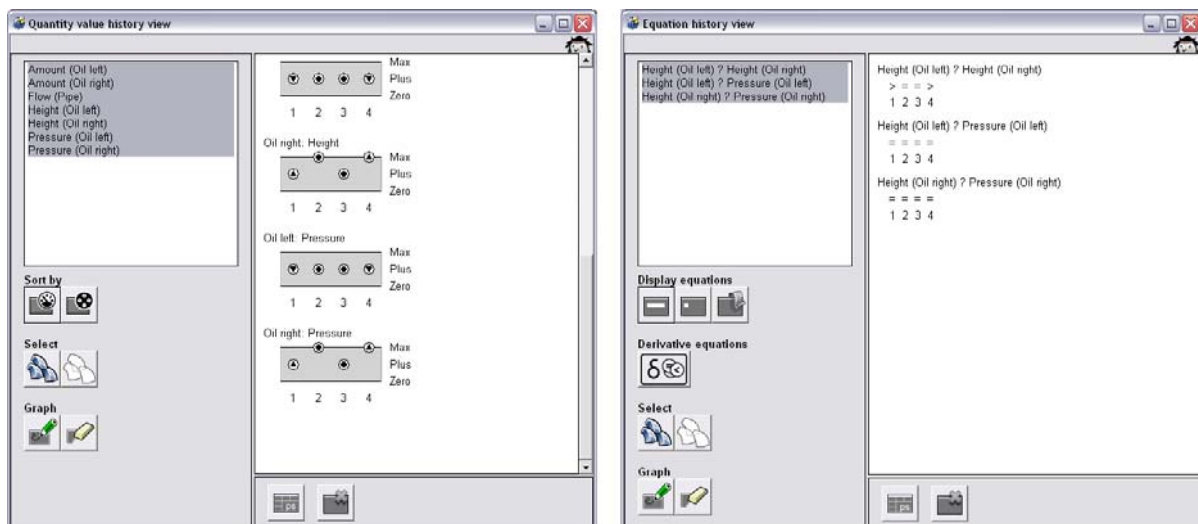 Quantity value history view
Amount (Oil left)
Amount (Oil right)
Flow (Pipe)
Height (Oil left)
Height (Oil right)
Pressure (Oil left)
Pressure (Oil right)
Sort by
Select
Graph
Max
Plus
Zero
1 2 3 4
Oil right: Height
Max
Plus
Zero
1 2 3 4
Oil left: Pressure
Max
Plus
Zero
1 2 3 4
Oil right: Pressure
Max
Plus
Zero
1 2 3 4
ps
Equation history view
Height (Oil left) ? Height (Oil right)
Height (Oil left) ? Pressure (Oil left)
Height (Oil right) ? Pressure (Oil right)
Display equations
Derivative equations
δ
Select
Graph
Height (Oil left) ? Height (Oil right)
> = = >
1 2 3 4
Height (Oil left) ? Pressure (Oil left)
= = = =
1 2 3 4
Height (Oil right) ? Pressure (Oil right)
= = = =
1 2 3 4
ps